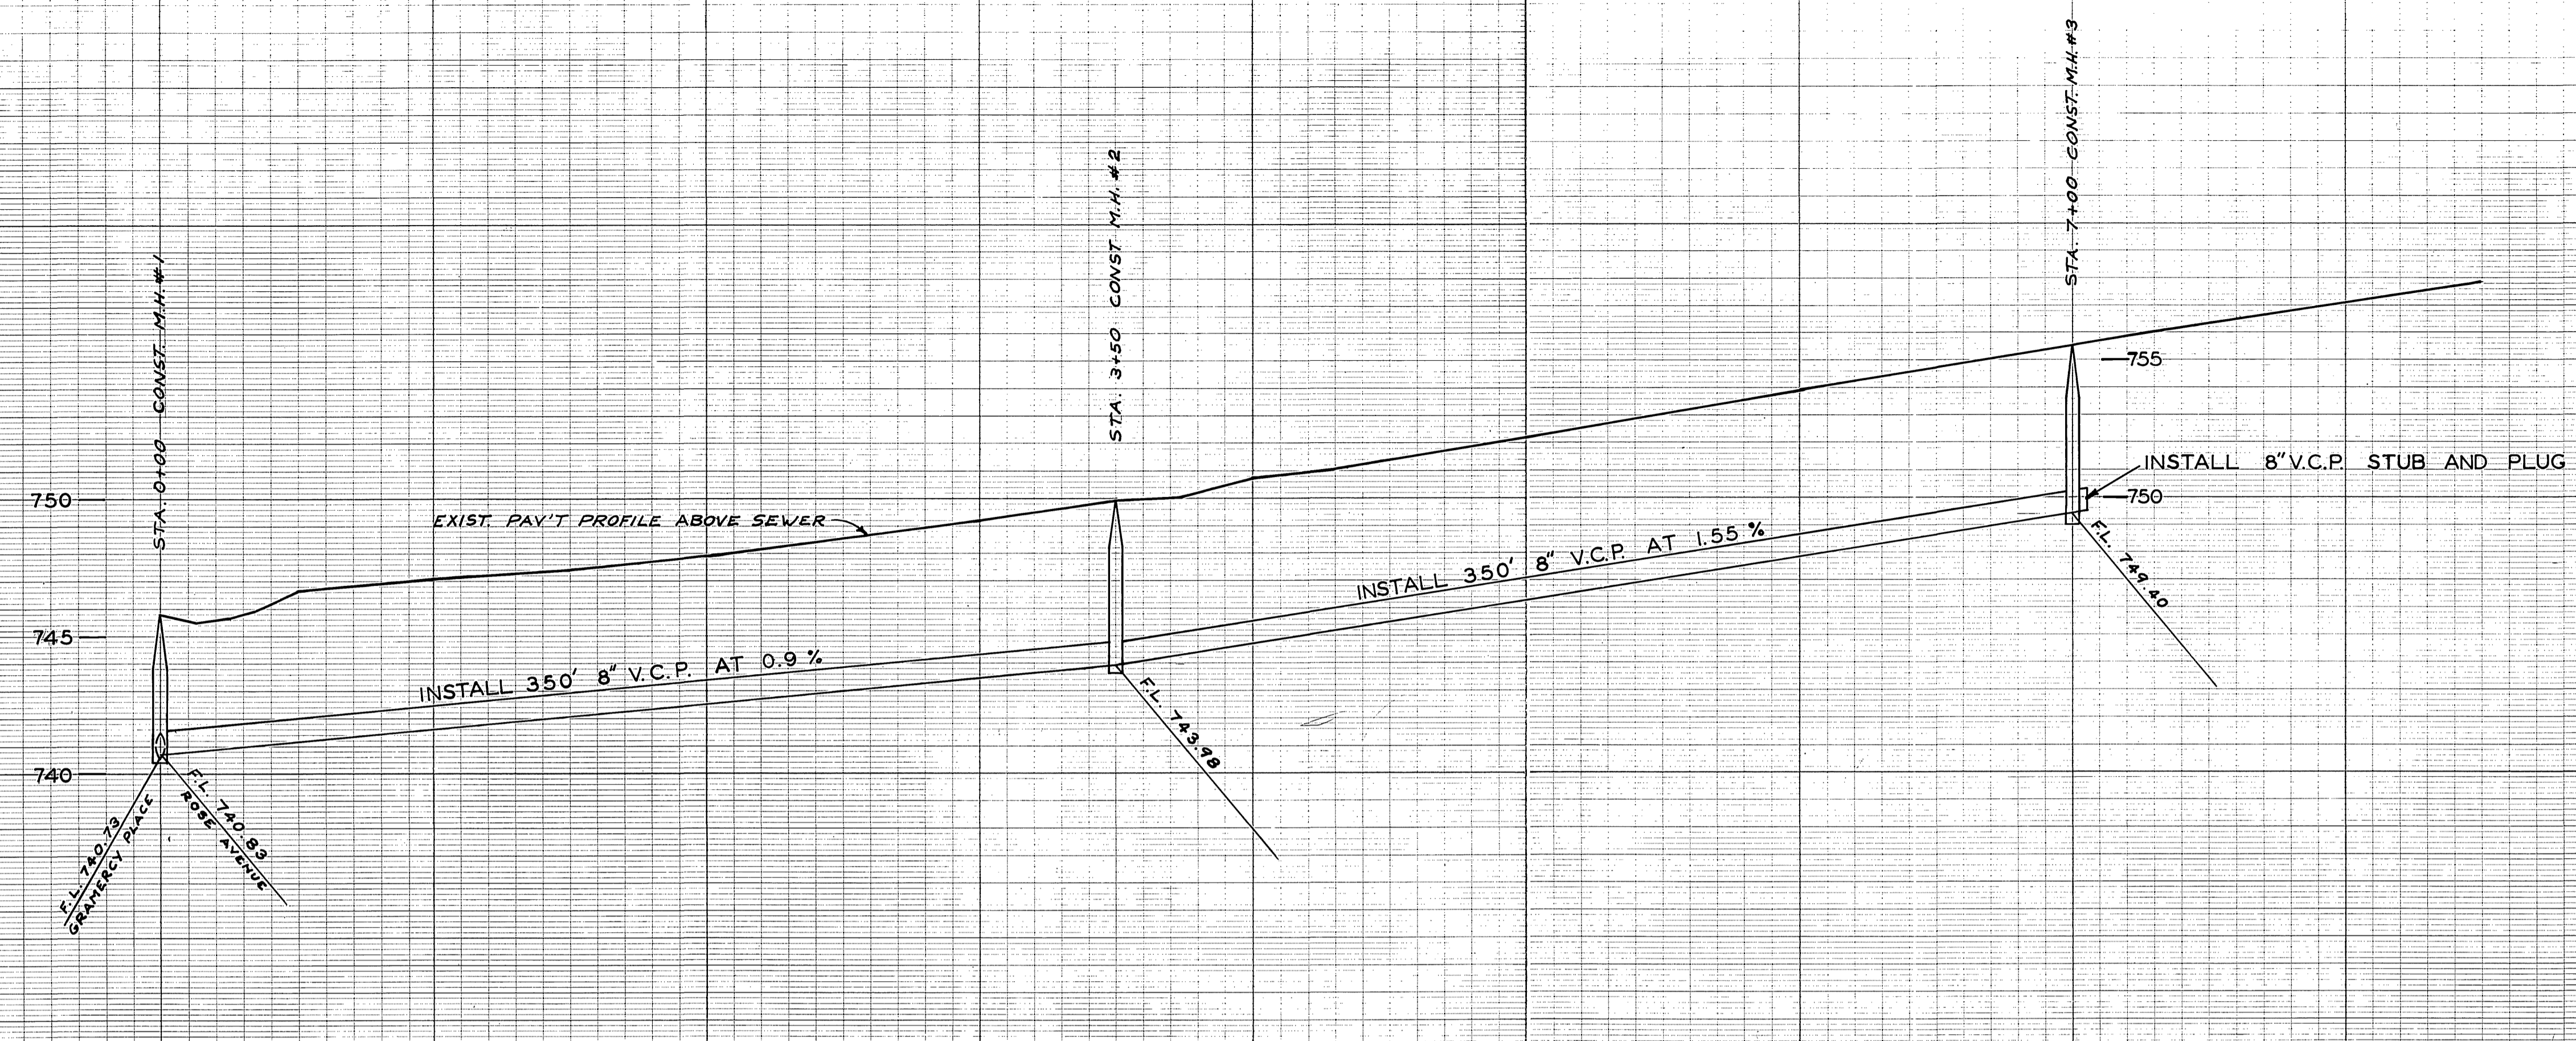 STA. 0+00 CONST. M.H. #1
STA. 3+50 CONST M.H. #2
STA. 7+00 CONST. M.H. #3
755
INSTALL 8" V.C.P. STUB AND PLUG
750
750
EXIST. PAV'T PROFILE ABOVE SEWER
INSTALL 350' 8" V.C.P. AT 1.55 %
F.L. 749.40
745
INSTALL 350' 8" V.C.P. AT 0.9 %
F.L. 743.98
740
F.L. 740.73
GRAMERCY PLACE
F.L. 740.83
ROSE AVENUE